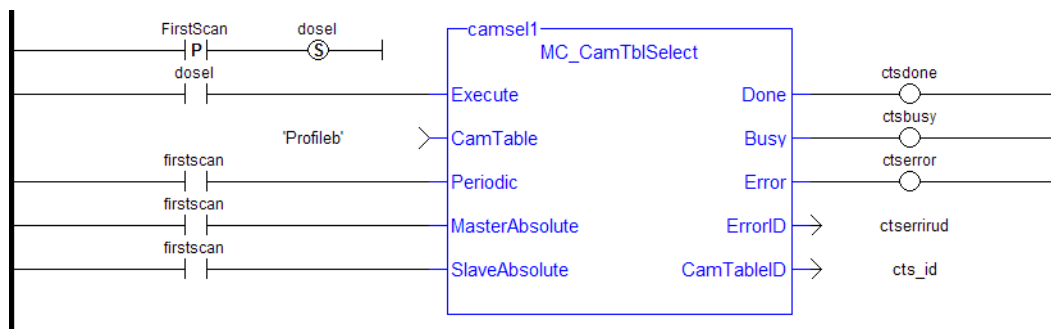 FirstScan dosel
P S
camsel1
MC_CamTblSelect
dosel
Execute Done ctsdone
'Profileb' CamTable Busy ctsbusy
firstscan
Periodic Error ctserror
firstscan
MasterAbsolute ErrorID ctserrirud
firstscan
SlaveAbsolute CamTableID cts_id